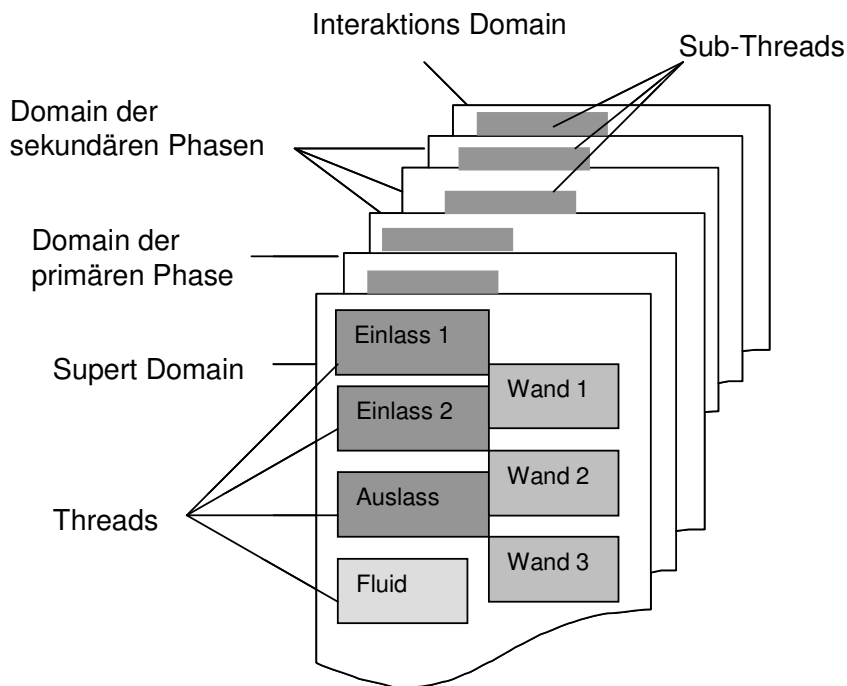 Interaktions Domain
Sub-Threads
Domain der
sekundären Phasen
Domain der
primären Phase
Supert Domain
Threads
Einlass 1
Einlass 2
Auslass
Fluid
Wand 1
Wand 2
Wand 3